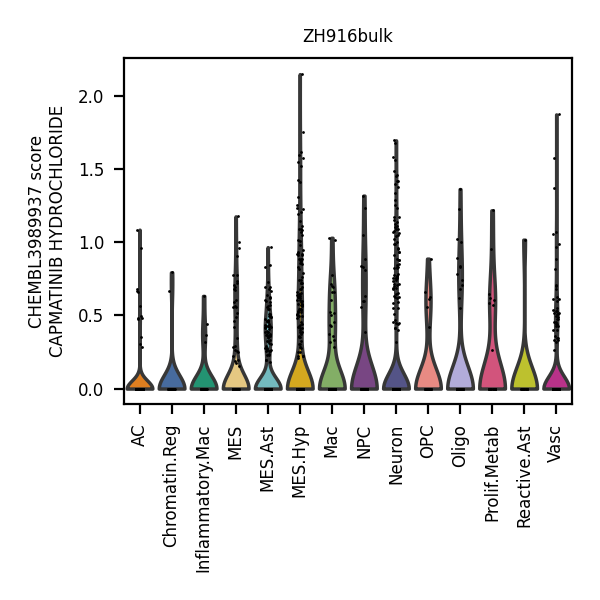 ZH916bulk
CHEMBL3989937 score
CAPMATINIB HYDROCHLORIDE
2.0
1.5
1.0
0.5
0.0
AC
Chromatin.Reg
Inflammatory.Mac
MES
MES.Ast
MES.Hyp
Mac
NPC
Neuron
OPC
Oligo
Prolif.Metab
Reactive.Ast
Vasc